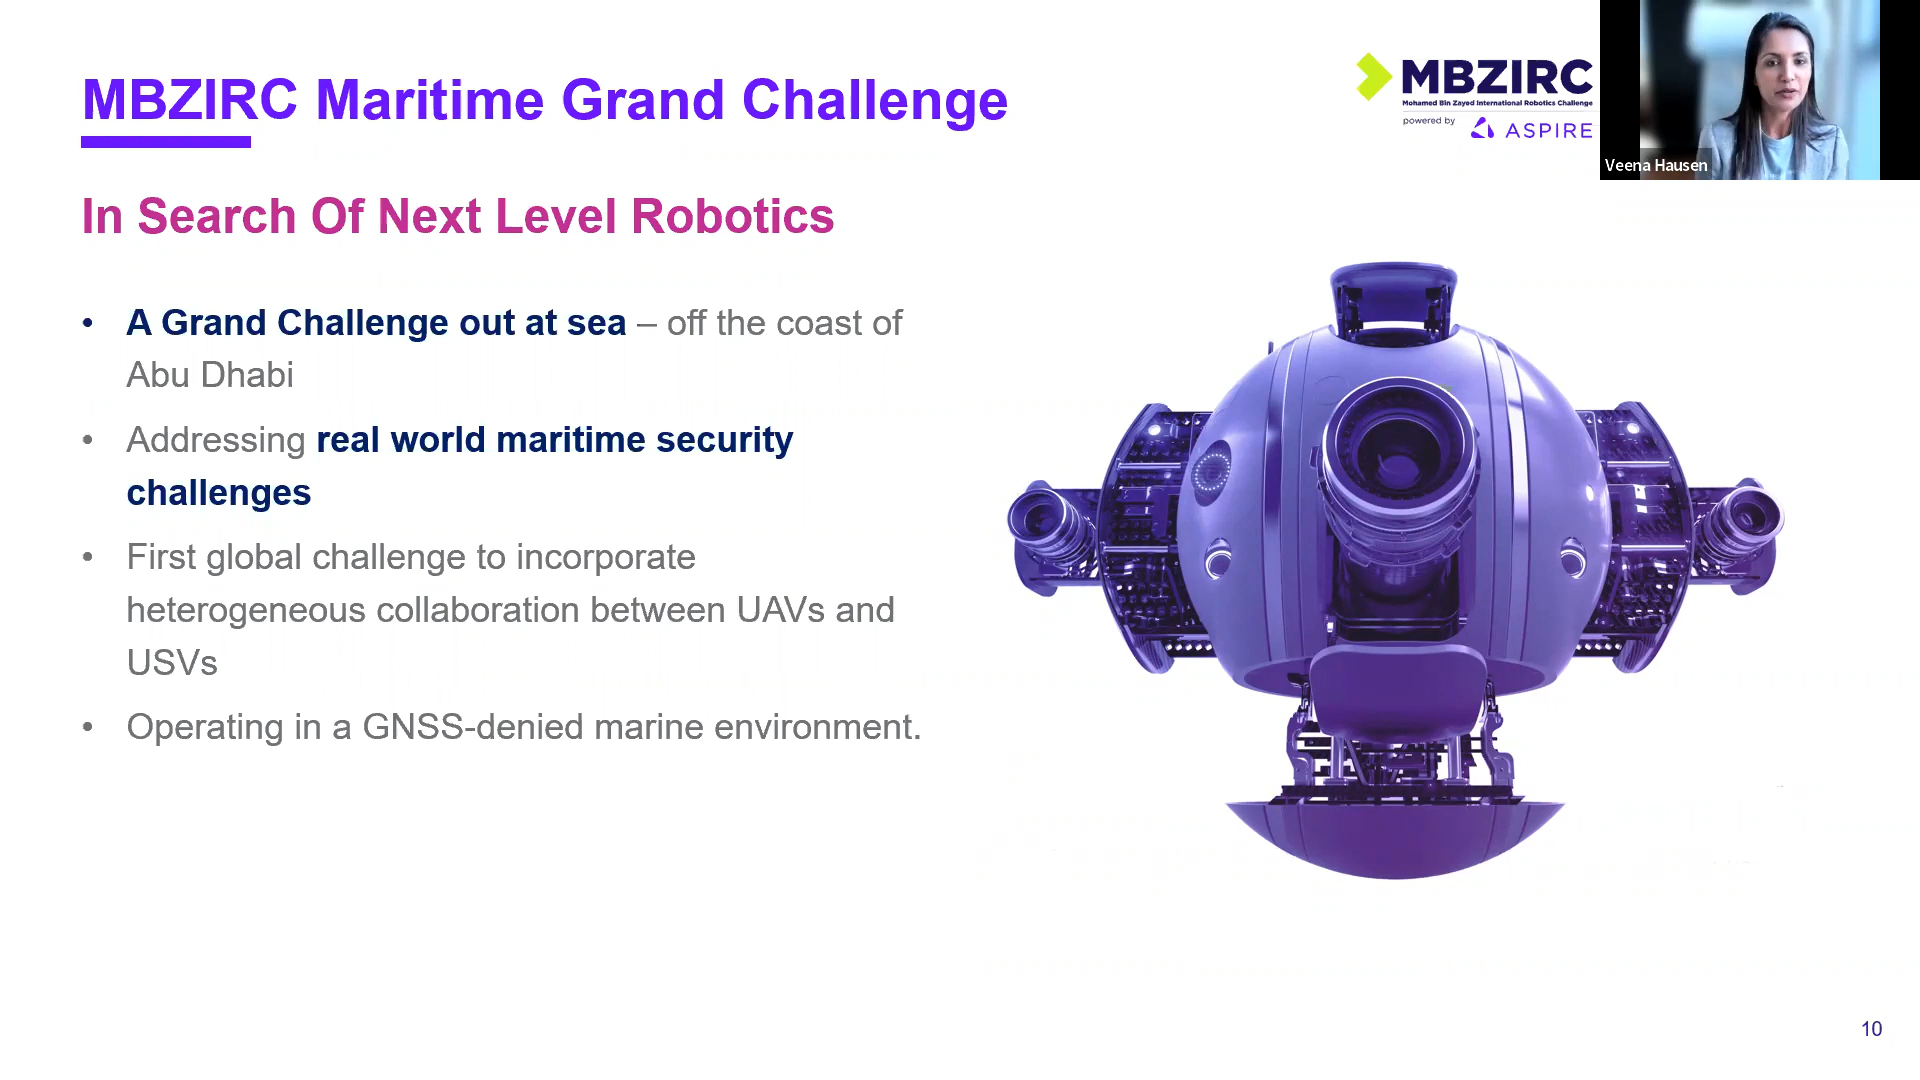 MBZIRC Maritime Grand Challenge
MBZIRC
Mohamed Bin Zayed International Robotics Challenge
powered by ASPIRE
Veena Hausen
In Search Of Next Level Robotics
• A Grand Challenge out at sea – off the coast of
Abu Dhabi
• Addressing real world maritime security
challenges
• First global challenge to incorporate
heterogeneous collaboration between UAVs and
USVs
• Operating in a GNSS-denied marine environment.
10